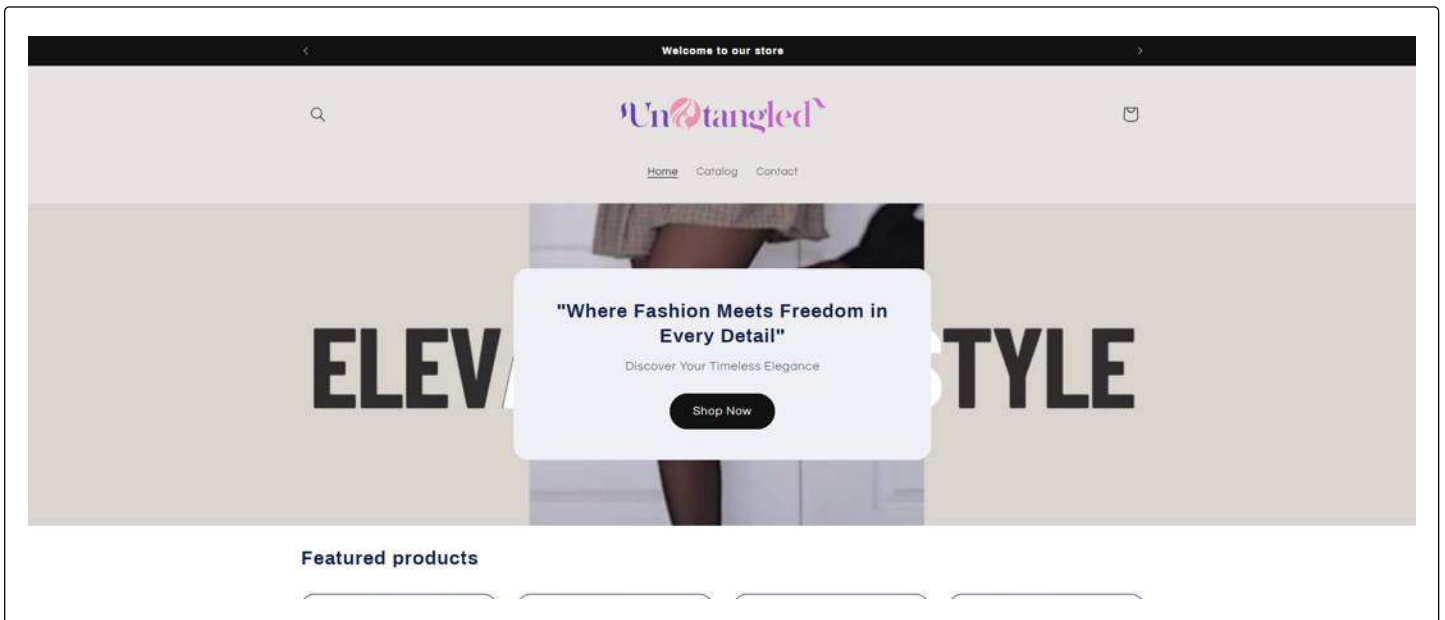 Welcome to our store
Un tangled
Home Catalog Contact
"Where Fashion Meets Freedom in
Every Detail"
ELEV STYLE
Discover Your Timeless Elegance
Shop Now
Featured products